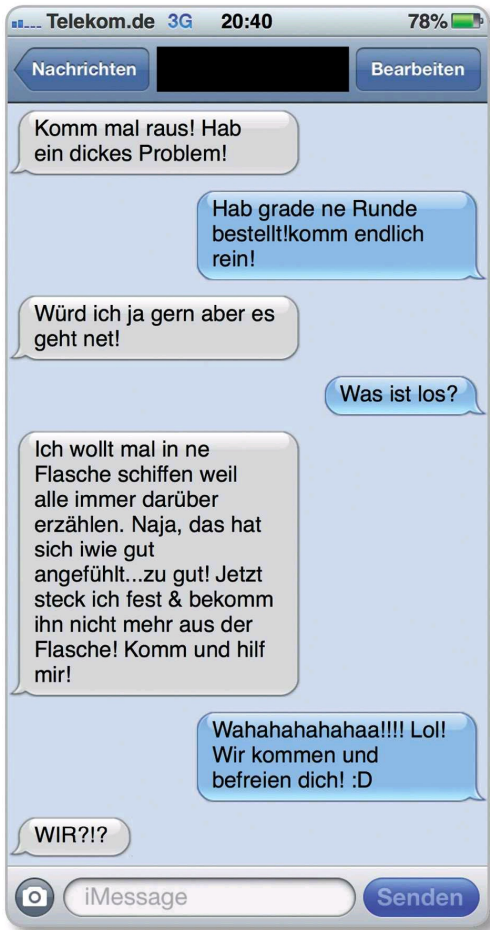 Telekom.de 3G 20:40 78%
Nachrichten Bearbeiten
Komm mal raus! Hab
ein dickes Problem!
Hab grade ne Runde
bestellt!komm endlich
rein!
Würd ich ja gern aber es
geht net!
Was ist los?
Ich wollt mal in ne
Flasche schiffen weil
alle immer darüber
erzählen. Naja, das hat
sich iwie gut
angefühlt...zu gut! Jetzt
steck ich fest & bekomm
ihn nicht mehr aus der
Flasche! Komm und hilf
mir!
Wahahahahahaa!!!! Lol!
Wir kommen und
befreien dich! :D
WIR?!?
iMessage Senden